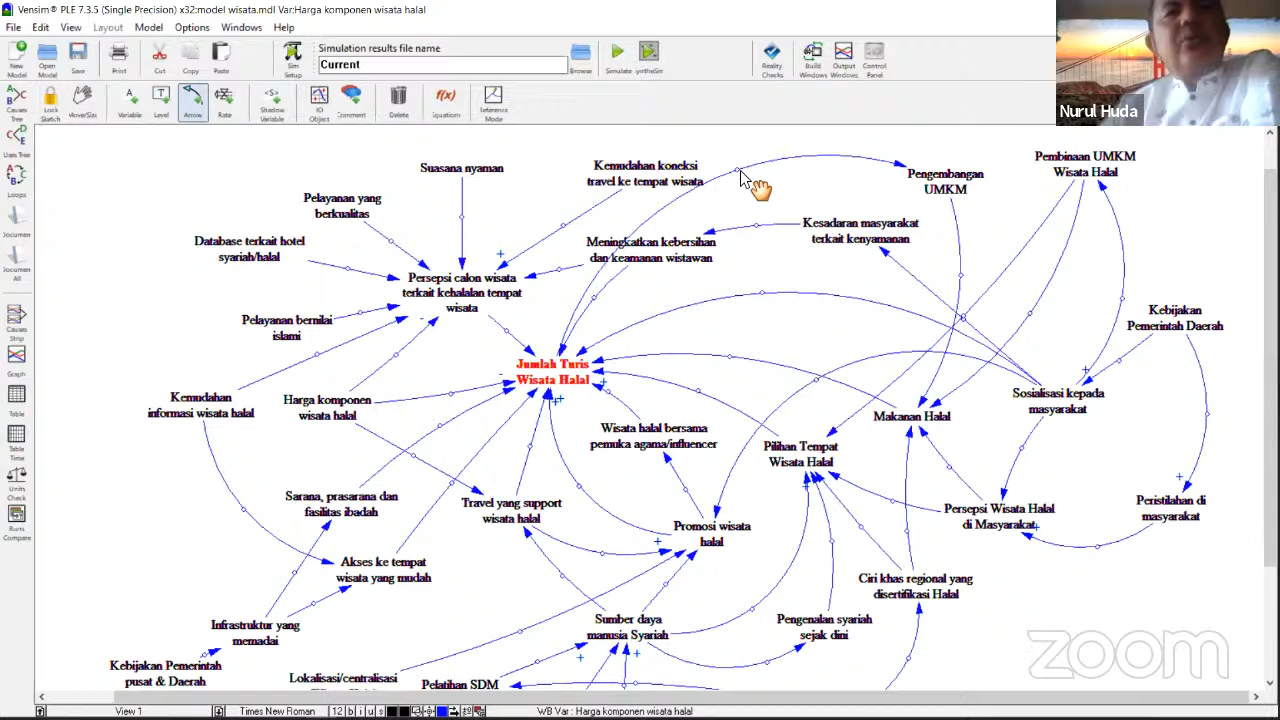 Vensim® PLE 7.3.5 (Single Precision) x32:model wisata.mdl Var:Harga komponen wisata halal
File Edit View Layout Model Options Windows Help
Simulation results file name
Current
New Model
Open Model
Save
Print
Cut
Copy
Paste
Sim Setup
Browse
Simulate
Reality Checks
Build Windows
Output Windows
Control Panel
Lock Sketch
Move/Size
Variable
Level
Arrow
Rate
Shadow Variable
IO Object
Comment
Delete
Equations
Reference Mode
Nurul Huda
Causes Tree
Uses Tree
Loops
Causes Strip
Graph
Table
Table Time
Units Check
Runs Compare
Suasana nyaman
Kemudahan koneksi
travel ke tempat wisata
Pengembangan
UMKM
Pembinaan UMKM
Wisata Halal
Pelayanan yang
berkualitas
Kesadaran masyarakat
terkait kenyamanan
Database terkait hotel
syariah/halal
Meningkatkan kebersihan
dan keamanan wistawan
Persepsi calon wisata
terkait kehalalan tempat
wisata
Pelayanan bernilai
islami
Kebijakan
Pemerintah Daerah
Jumlah Turis
Wisata Halal
Kemudahan
informasi wisata halal
Harga komponen
wisata halal
Sosialisasi kepada
masyarakat
Makanan Halal
Wisata halal bersama
pemuka agama/influencer
Pilihan Tempat
Wisata Halal
Sarana, prasarana dan
fasilitas ibadah
Travel yang support
wisata halal
Persepsi Wisata Halal
di Masyarakat
Peristilahan di
masyarakat
Promosi wisata
halal
Akses ke tempat
wisata yang mudah
Ciri khas regional yang
disertifikasi Halal
Infrastruktur yang
memadai
Sumber daya
manusia Syariah
Pengenalan syariah
sejak dini
Kebijakan Pemerintah
pusat & Daerah
Lokalisasi/centralisasi
Pelatihan SDM
zoom
View 1
Times New Roman 12 b i u s
WB Var : Harga komponen wisata halal